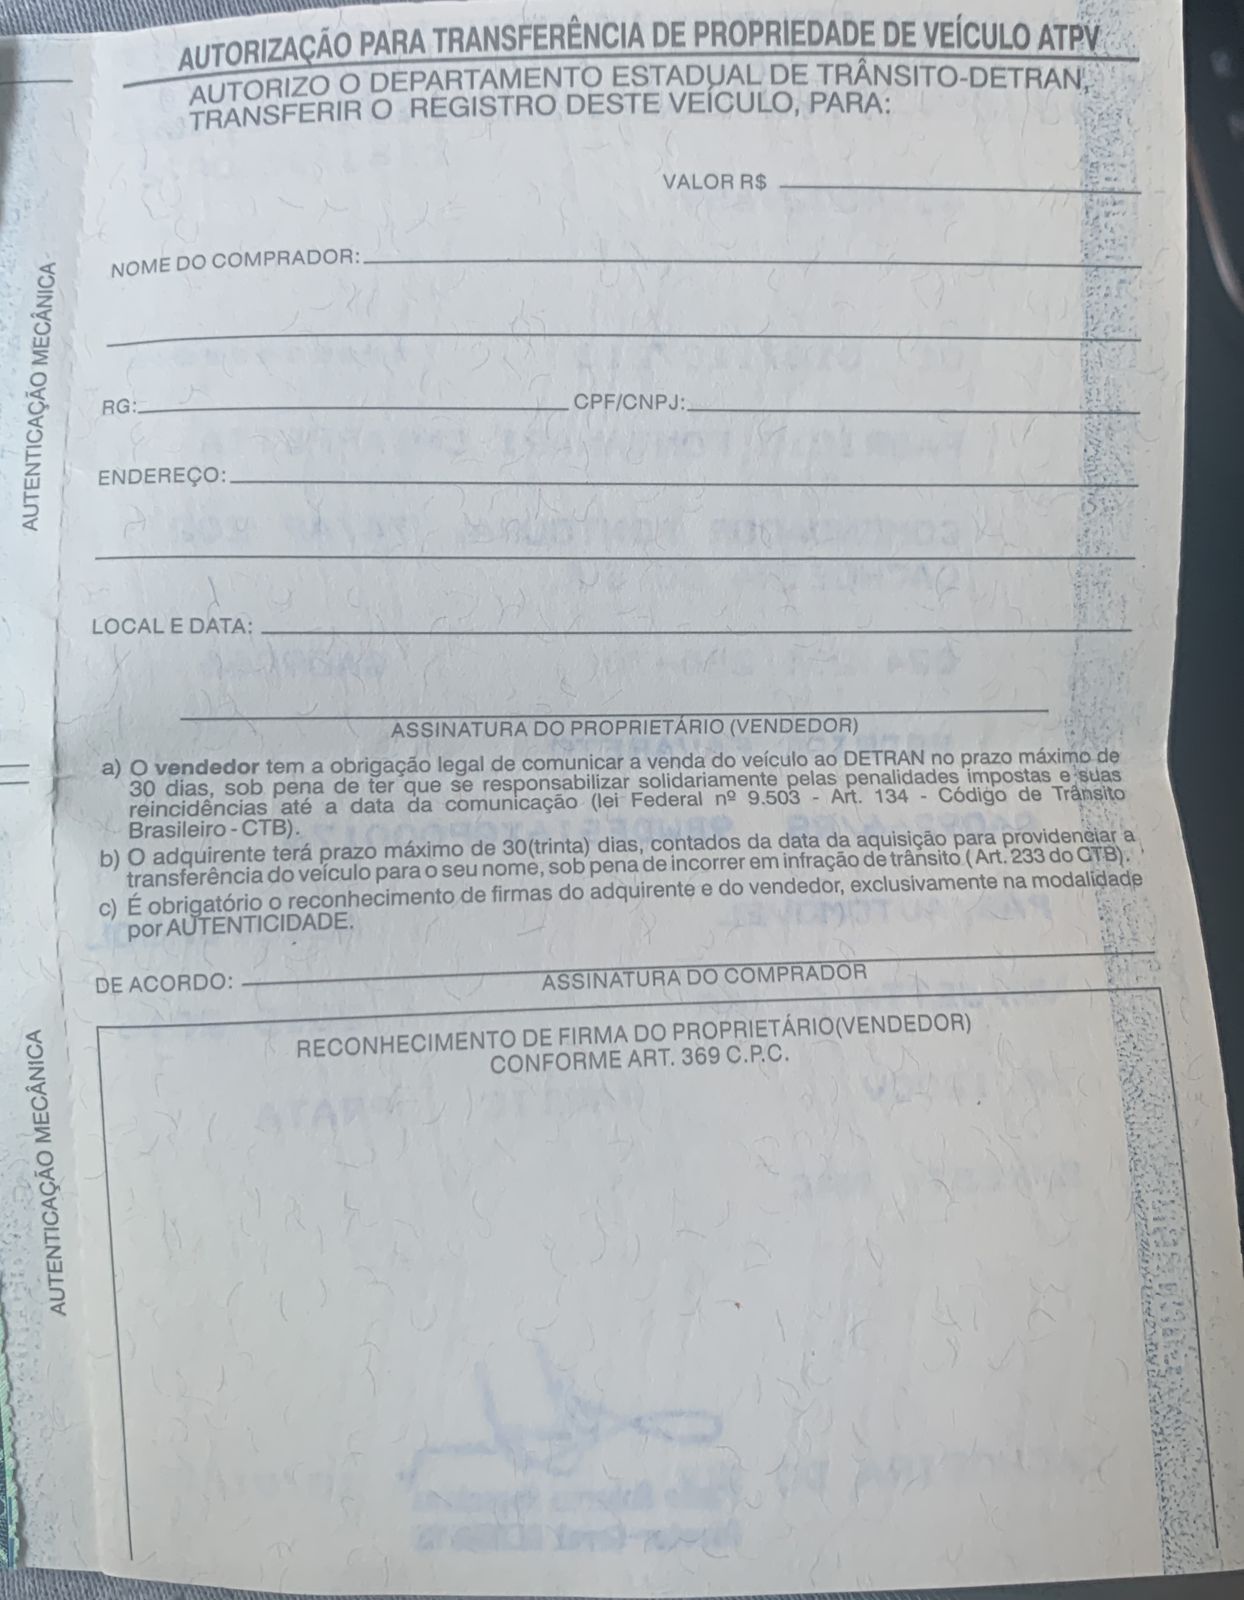 AUTORIZAÇÃO PARA TRANSFERÊNCIA DE PROPRIEDADE DE VEÍCULO ATPV
AUTORIZO O DEPARTAMENTO ESTADUAL DE TRÂNSITO-DETRAN,
TRANSFERIR O REGISTRO DESTE VEÍCULO, PARA:
VALOR R$
NOME DO COMPRADOR:
RG: CPF/CNPJ:
ENDEREÇO:
LOCAL E DATA:
ASSINATURA DO PROPRIETÁRIO (VENDEDOR)
a) O vendedor tem a obrigação legal de comunicar a venda do veículo ao DETRAN no prazo máximo de
30 dias, sob pena de ter que se responsabilizar solidariamente pelas penalidades impostas e suas
reincidências até a data da comunicação (lei Federal nº 9.503 - Art. 134 - Código de Trânsito
Brasileiro - CTB).
b) O adquirente terá prazo máximo de 30(trinta) dias, contados da data da aquisição para providenciar a
transferência do veículo para o seu nome, sob pena de incorrer em infração de trânsito ( Art. 233 do CTB).
c) É obrigatório o reconhecimento de firmas do adquirente e do vendedor, exclusivamente na modalidade
por AUTENTICIDADE.
DE ACORDO:
ASSINATURA DO COMPRADOR
RECONHECIMENTO DE FIRMA DO PROPRIETÁRIO(VENDEDOR)
CONFORME ART. 369 C.P.C.
AUTENTICAÇÃO MECÂNICA
AUTENTICAÇÃO MECÂNICA